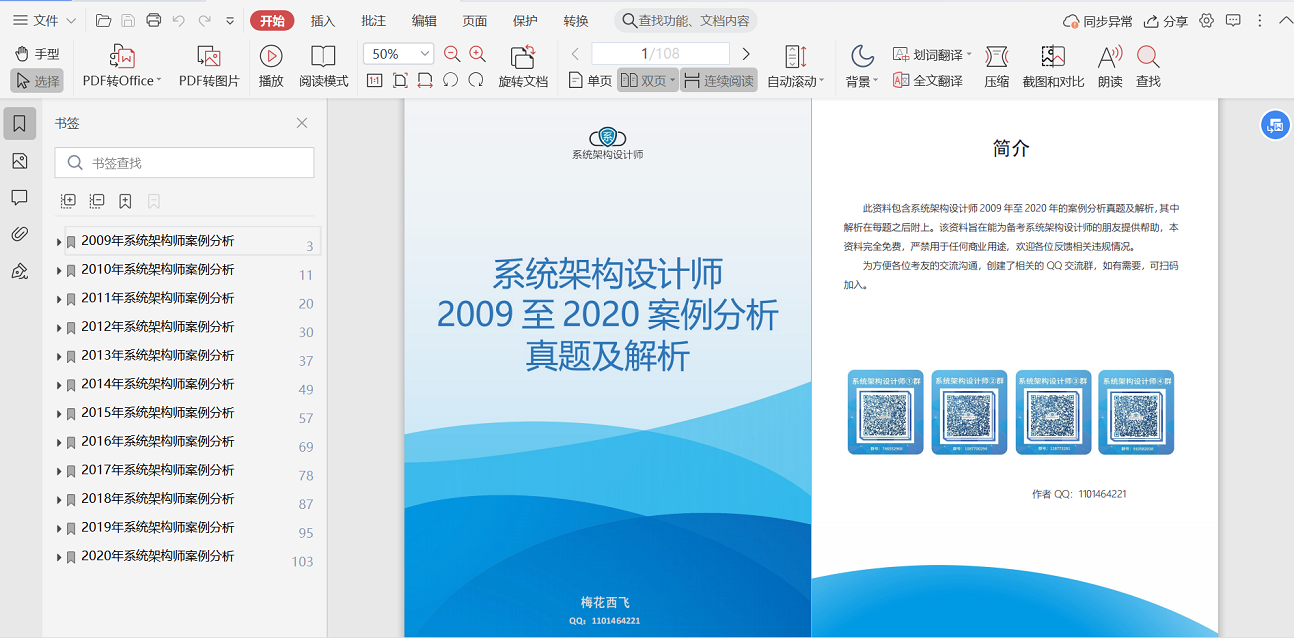 文件
开始
插入
批注
编辑
页面
保护
转换
查找功能、文档内容
同步异常
分享
手型
选择
PDF转Office
PDF转图片
播放
阅读模式
50%
1:1
旋转文档
1/108
单页
双页
连续阅读
自动滚动
背景
划词翻译
全文翻译
压缩
截图和对比
朗读
查找
书签
书签查找
2009年系统架构师案例分析 3
2010年系统架构师案例分析 11
2011年系统架构师案例分析 20
2012年系统架构师案例分析 30
2013年系统架构师案例分析 37
2014年系统架构师案例分析 49
2015年系统架构师案例分析 57
2016年系统架构师案例分析 69
2017年系统架构师案例分析 78
2018年系统架构师案例分析 87
2019年系统架构师案例分析 95
2020年系统架构师案例分析 103
系
系统架构设计师
系统架构设计师
2009 至 2020 案例分析
真题及解析
梅花西飞
QQ：1101464221
简介
此资料包含系统架构设计师 2009 年至 2020 年的案例分析真题及解析，其中
解析在每题之后附上。该资料旨在能为备考系统架构设计师的朋友提供帮助，本
资料完全免费，严禁用于任何商业用途，欢迎各位反馈相关违规情况。
为方便各位考友的交流沟通，创建了相关的 QQ 交流群，如有需要，可扫码
加入。
系统架构设计师①群
系统架构设计师②群
系统架构设计师③群
系统架构设计师④群
作者 QQ：1101464221